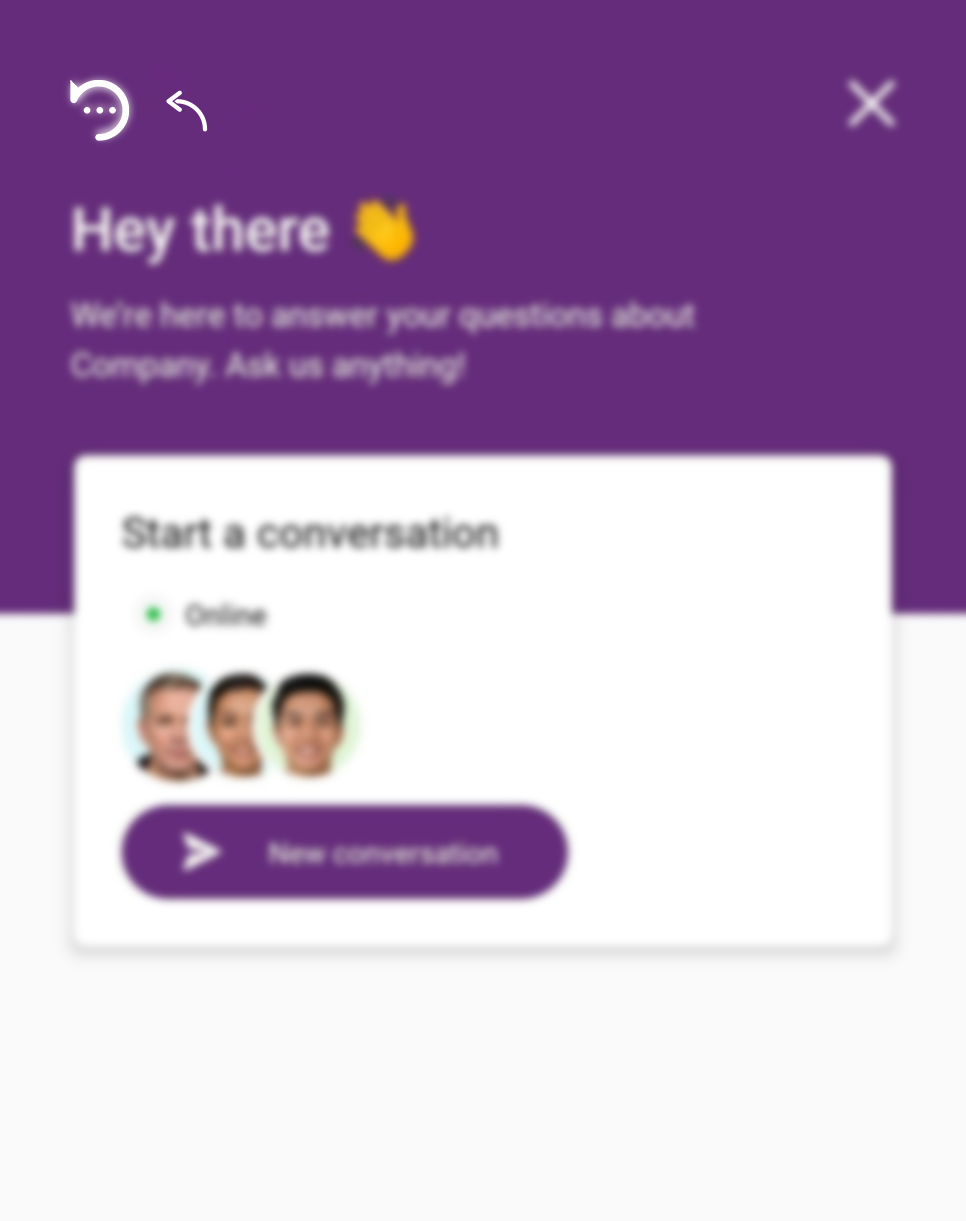 Hey there 👋
We're here to answer your questions about
Company. Ask us anything!
Start a conversation
Online
New conversation